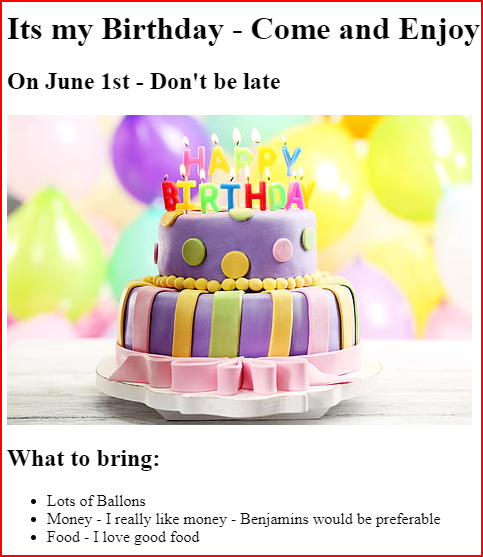 Its my Birthday - Come and Enjoy
On June 1st - Don't be late
HAPPY
BIRTHDAY
What to bring:
Lots of Ballons
Money - I really like money - Benjamins would be preferable
Food - I love good food